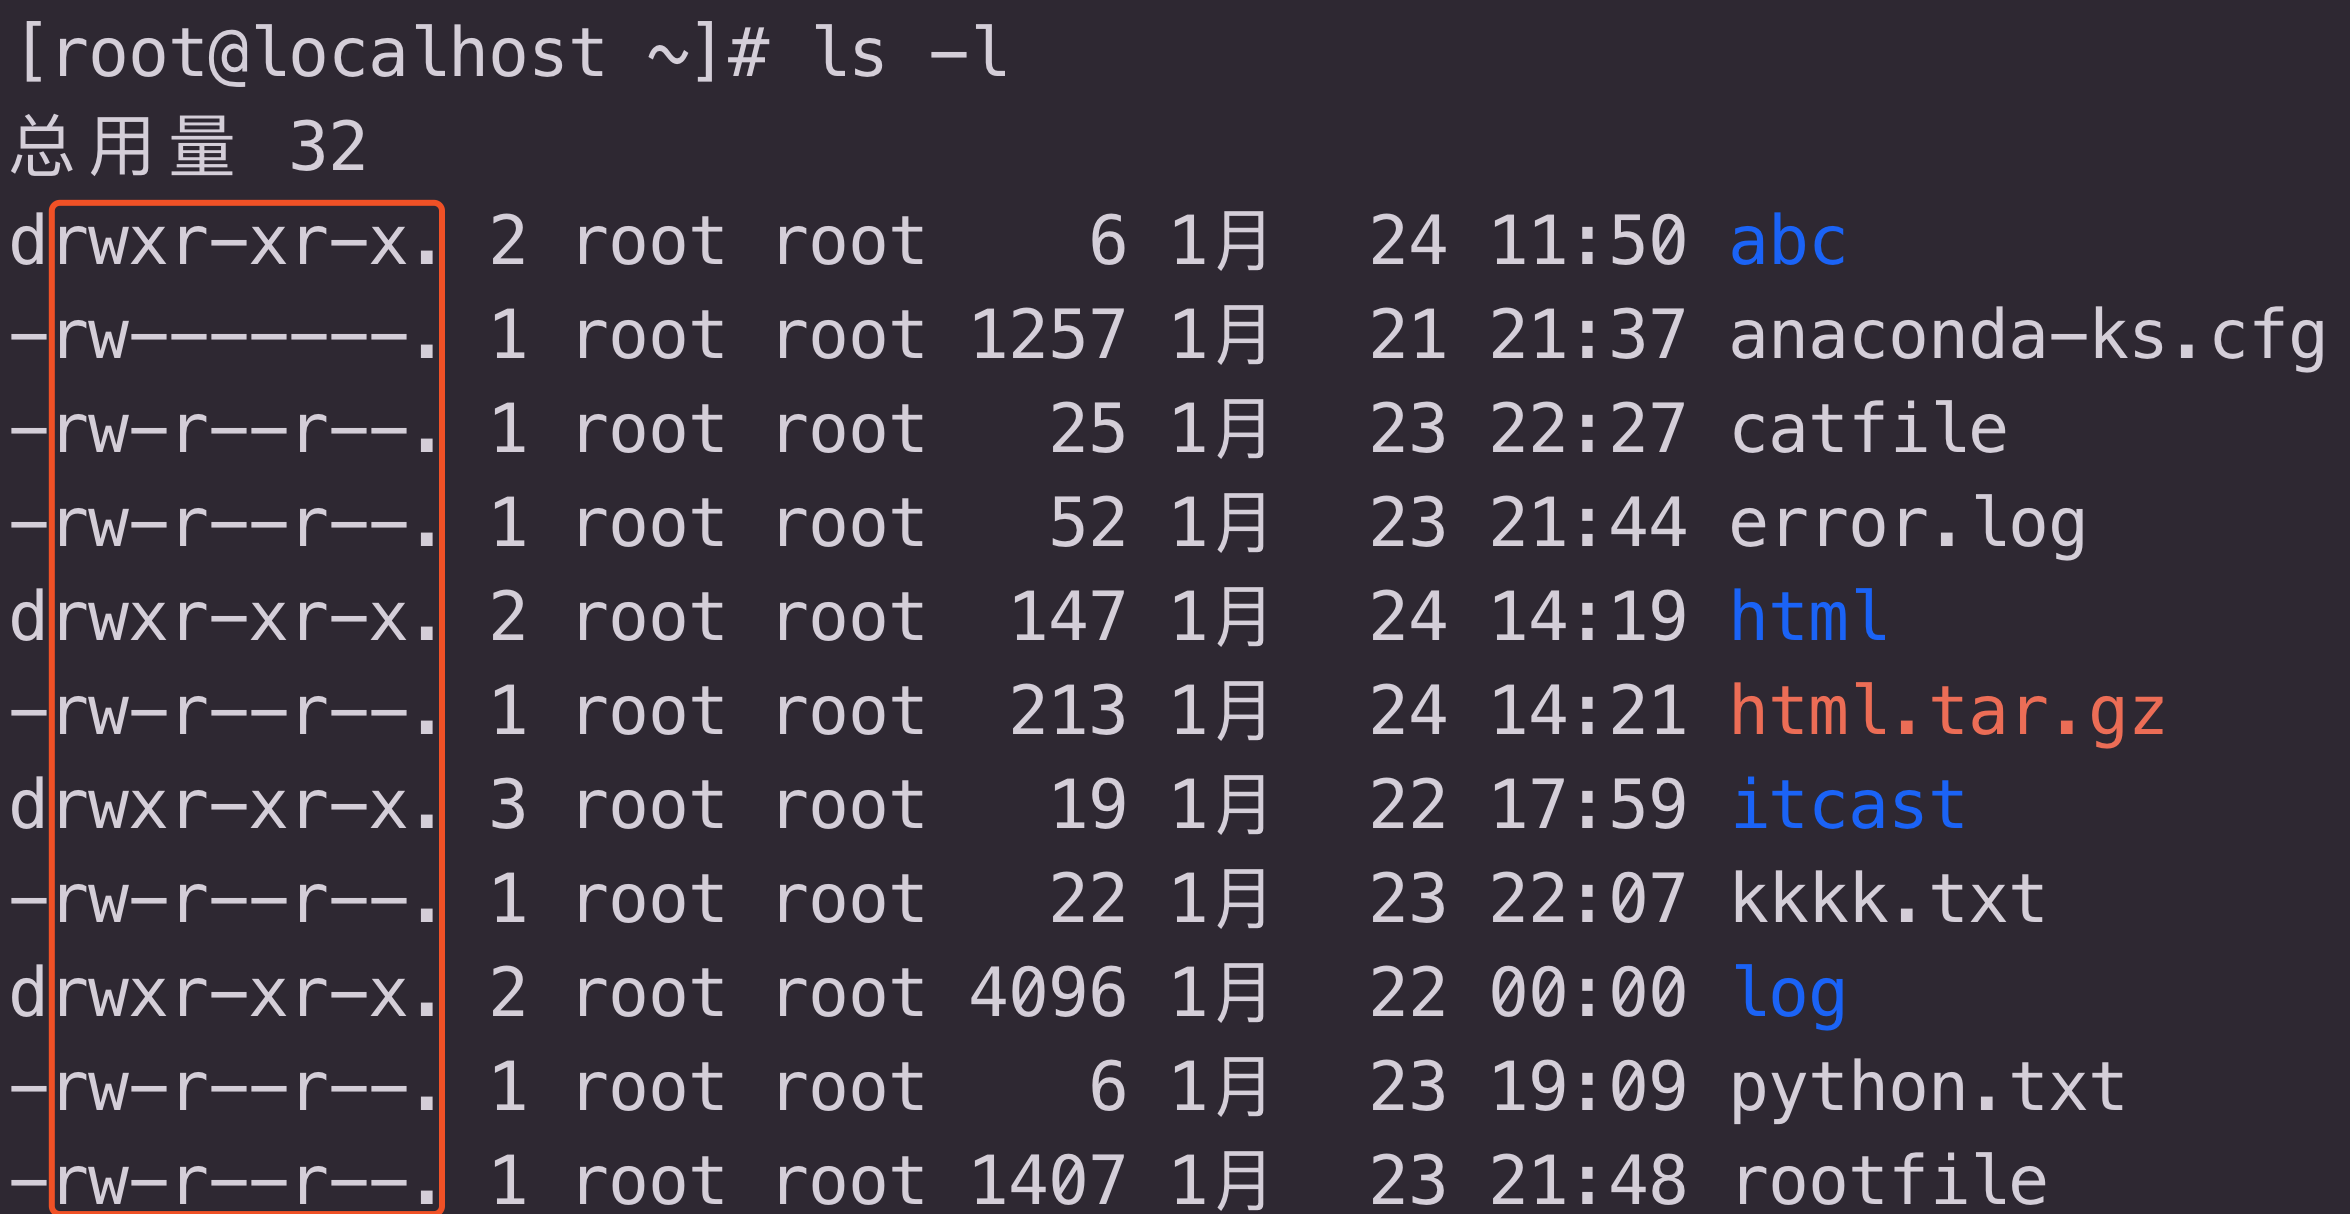 [root@localhost ~]# ls -l
总用量 32
drwxr-xr-x. 2 root root    6 1月  24 11:50 abc
-rw-------. 1 root root 1257 1月  21 21:37 anaconda-ks.cfg
-rw-r--r--. 1 root root   25 1月  23 22:27 catfile
-rw-r--r--. 1 root root   52 1月  23 21:44 error.log
drwxr-xr-x. 2 root root  147 1月  24 14:19 html
-rw-r--r--. 1 root root  213 1月  24 14:21 html.tar.gz
drwxr-xr-x. 3 root root   19 1月  22 17:59 itcast
-rw-r--r--. 1 root root   22 1月  23 22:07 kkkk.txt
drwxr-xr-x. 2 root root 4096 1月  22 00:00 log
-rw-r--r--. 1 root root    6 1月  23 19:09 python.txt
-rw-r--r--. 1 root root 1407 1月  23 21:48 rootfile